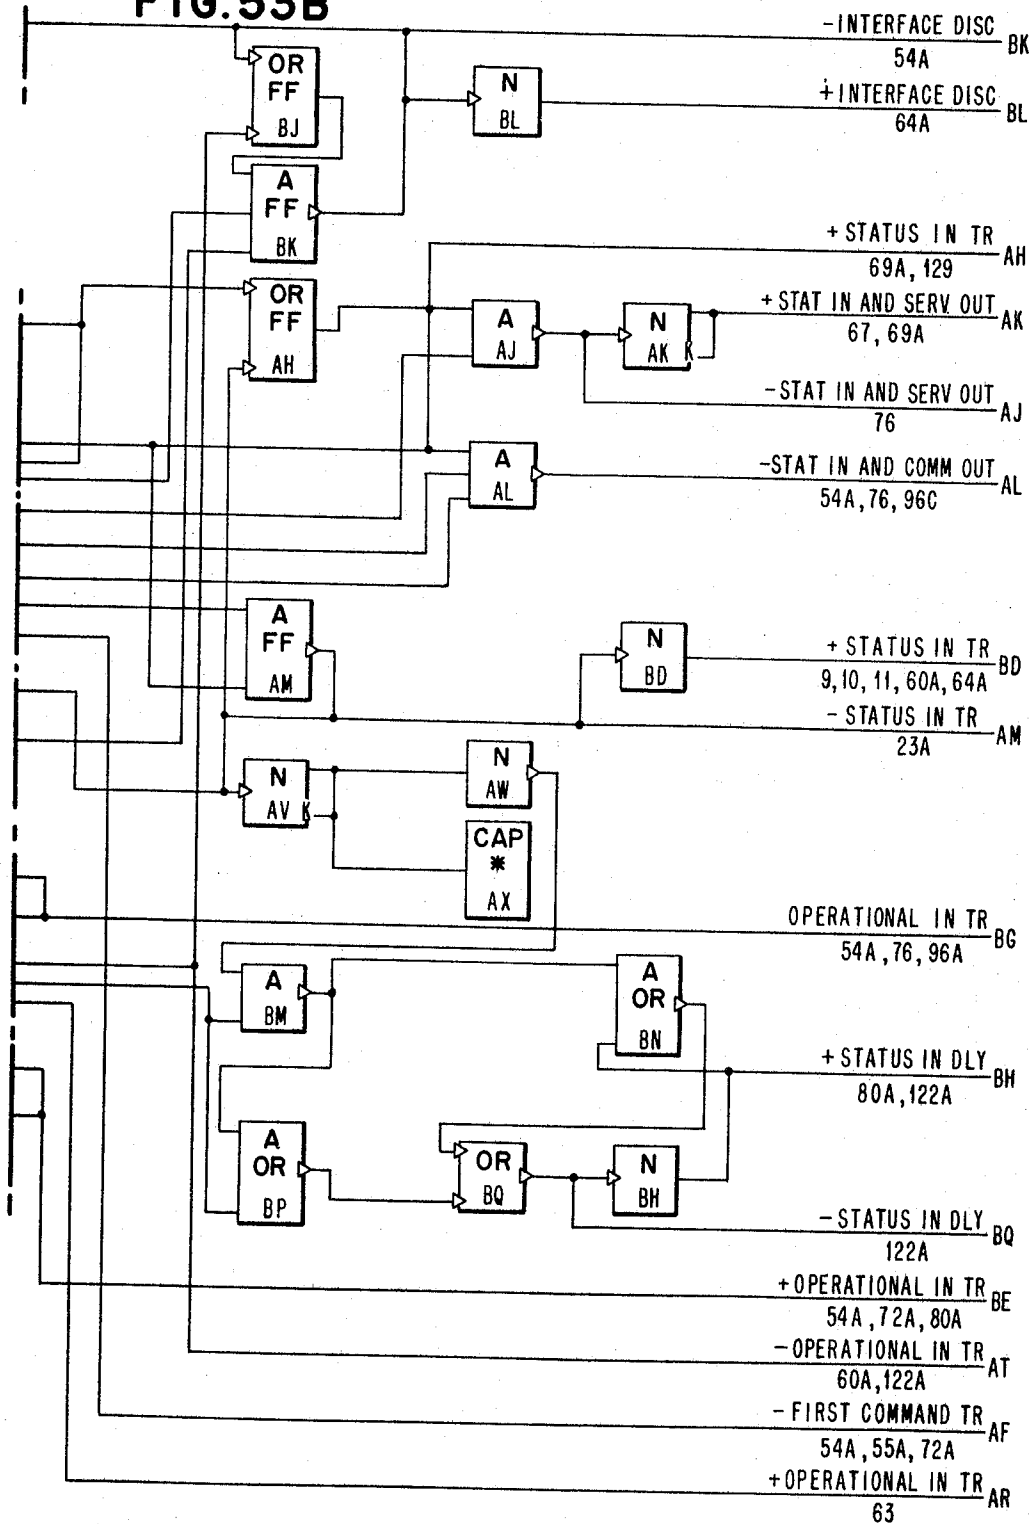 FIG.53B
-INTERFACE DISC BK
54A
OR
FF
BJ
N
BL
+INTERFACE DISC BL
64A
A
FF
BK
+ STATUS IN TR AH
69A, 129
OR
FF
AH
A
AJ
N
AK K
+STAT IN AND SERV OUT AK
67, 69A
-STAT IN AND SERV OUT AJ
76
A
AL
-STAT IN AND COMM OUT AL
54A,76,96C
A
FF
AM
N
BD
+ STATUS IN TR BD
9,10,11,60A,64A
- STATUS IN TR AM
23A
N
AV K
N
AW
CAP
*
AX
OPERATIONAL IN TR BG
54A,76,96A
A
BM
A
OR
BN
+STATUS IN DLY BH
80A,122A
A
OR
BP
OR
BQ
N
BH
-STATUS IN DLY BQ
122A
+OPERATIONAL IN TR BE
54A,72A,80A
-OPERATIONAL IN TR AT
60A,122A
- FIRST COMMAND TR AF
54A,55A,72A
+OPERATIONAL IN TR AR
63